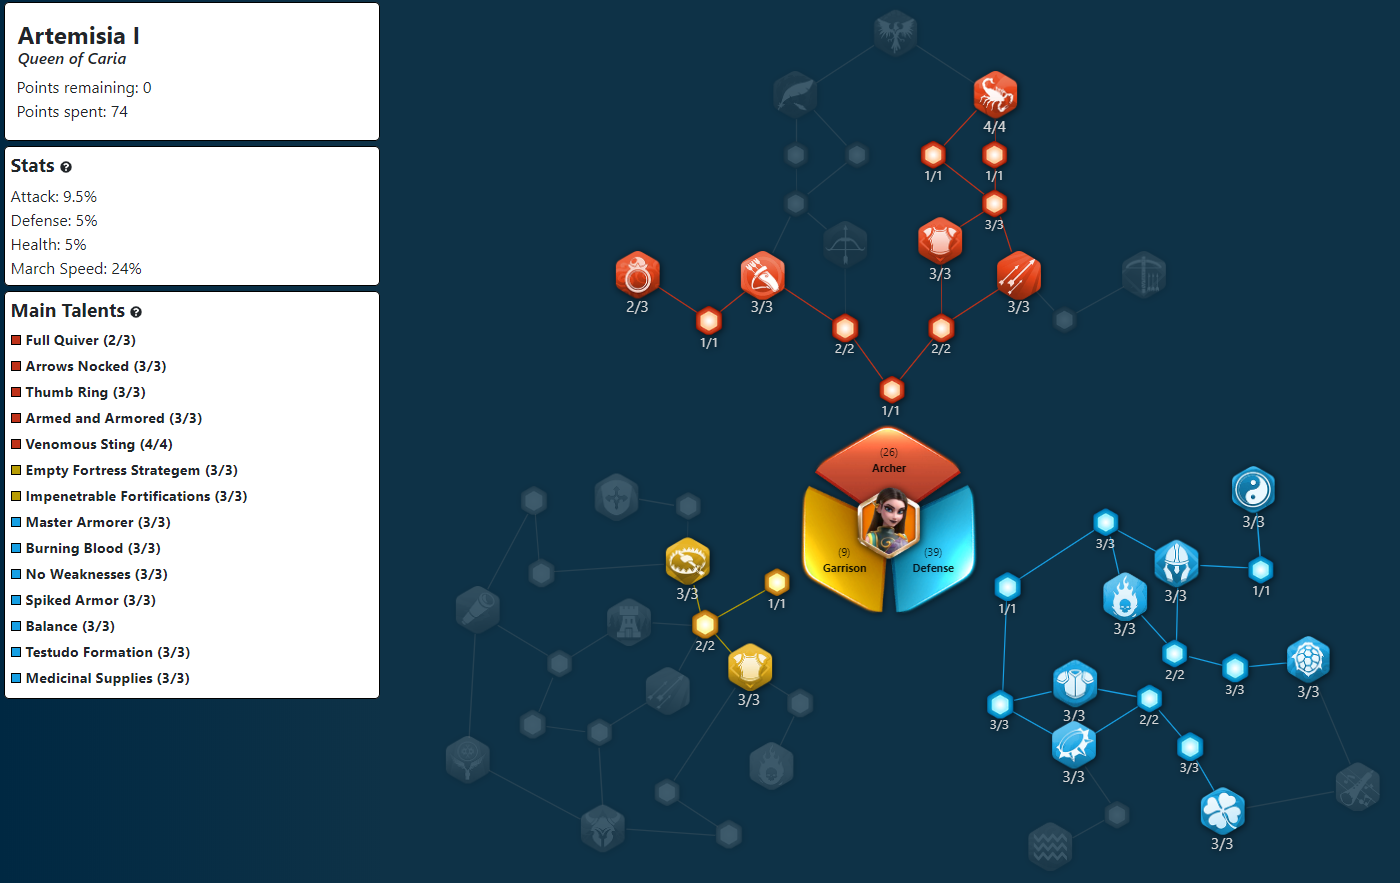 Artemisia I
Queen of Caria
Points remaining: 0
Points spent: 74
Stats ?
Attack: 9.5%
Defense: 5%
Health: 5%
March Speed: 24%
Main Talents ?
Full Quiver (2/3)
Arrows Nocked (3/3)
Thumb Ring (3/3)
Armed and Armored (3/3)
Venomous Sting (4/4)
Empty Fortress Strategem (3/3)
Impenetrable Fortifications (3/3)
Master Armorer (3/3)
Burning Blood (3/3)
No Weaknesses (3/3)
Spiked Armor (3/3)
Balance (3/3)
Testudo Formation (3/3)
Medicinal Supplies (3/3)
4/4
1/1
1/1
3/3
3/3
2/3
3/3
3/3
1/1
2/2
2/2
1/1
(26)
Archer
(9)
Garrison
(39)
Defense
3/3
1/1
2/2
3/3
3/3
3/3
1/1
3/3
1/1
3/3
2/2
3/3
3/3
3/3
3/3
2/2
3/3
3/3
3/3